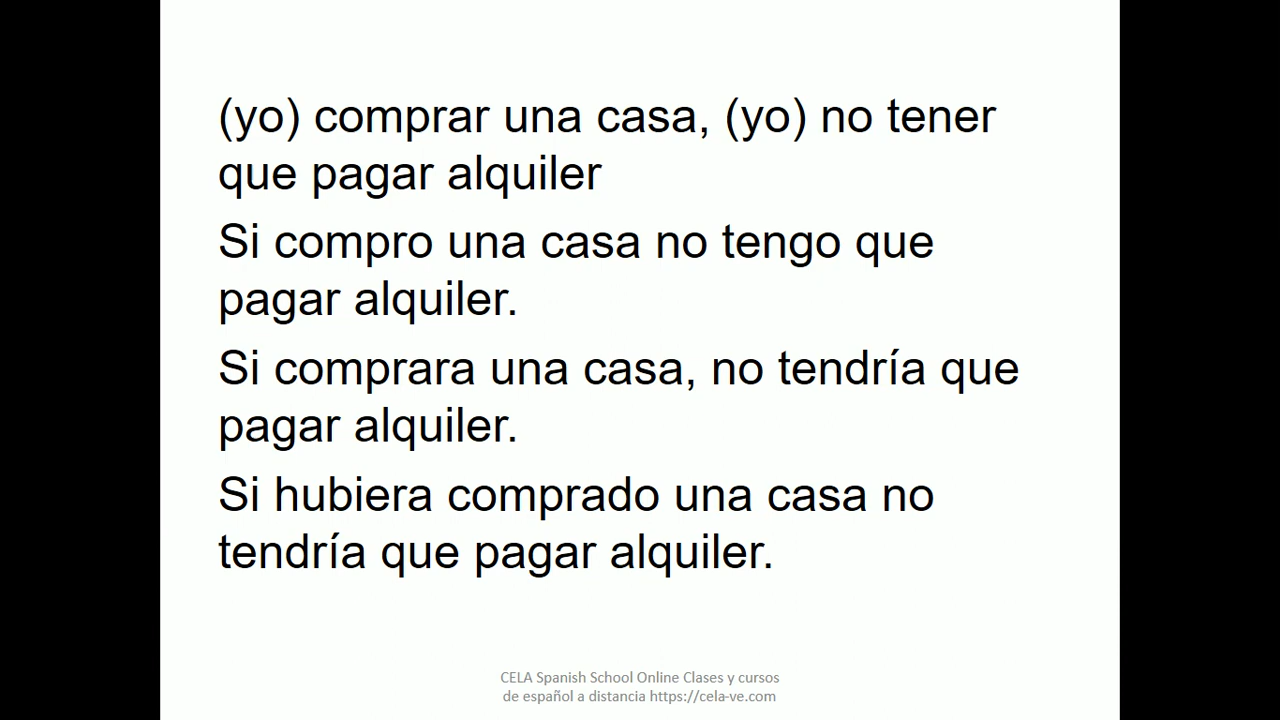 (yo) comprar una casa, (yo) no tener
que pagar alquiler
Si compro una casa no tengo que
pagar alquiler.
Si comprara una casa, no tendría que
pagar alquiler.
Si hubiera comprado una casa no
tendría que pagar alquiler.
CELA Spanish School Online Clases y cursos
de español a distancia https://cela-ve.com